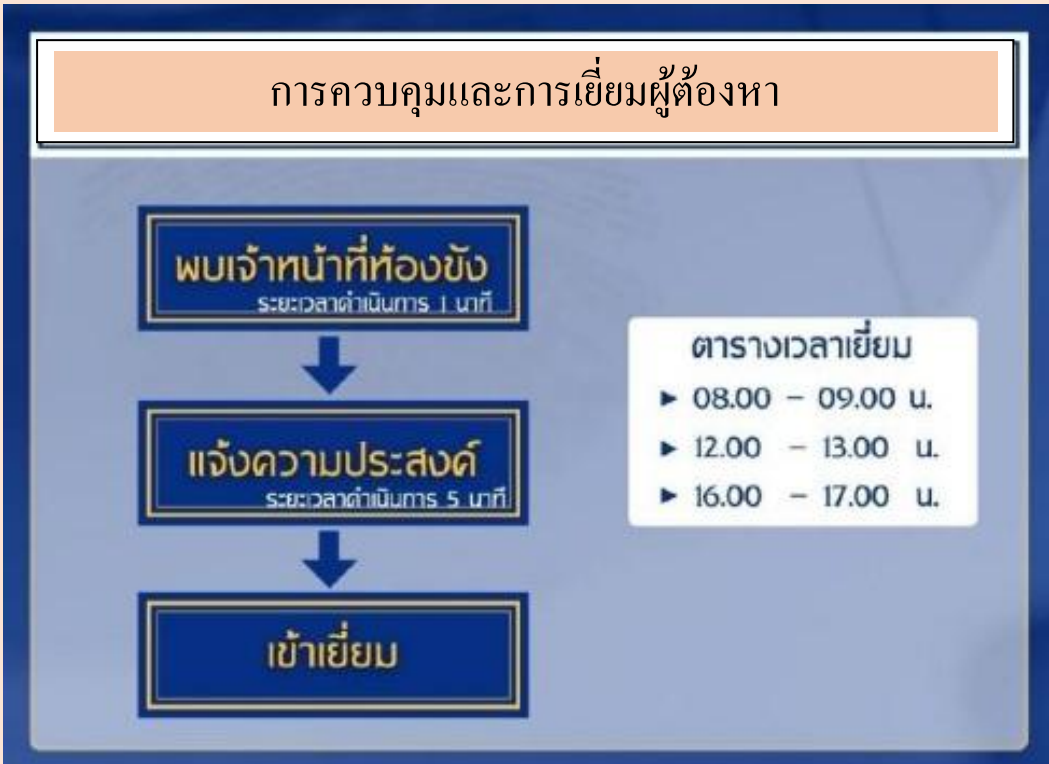 การควบคุมและการเยี่ยมผู้ต้องหา
พบเจ้าหน้าที่ห้องขัง
ระยะเวลาดำเนินการ 1 นาที
แจ้งความประสงค์
ระยะเวลาดำเนินการ 5 นาที
เข้าเยี่ยม
ตารางเวลาเยี่ยม
► 08.00 – 09.00 น.
► 12.00 – 13.00 น.
► 16.00 – 17.00 น.